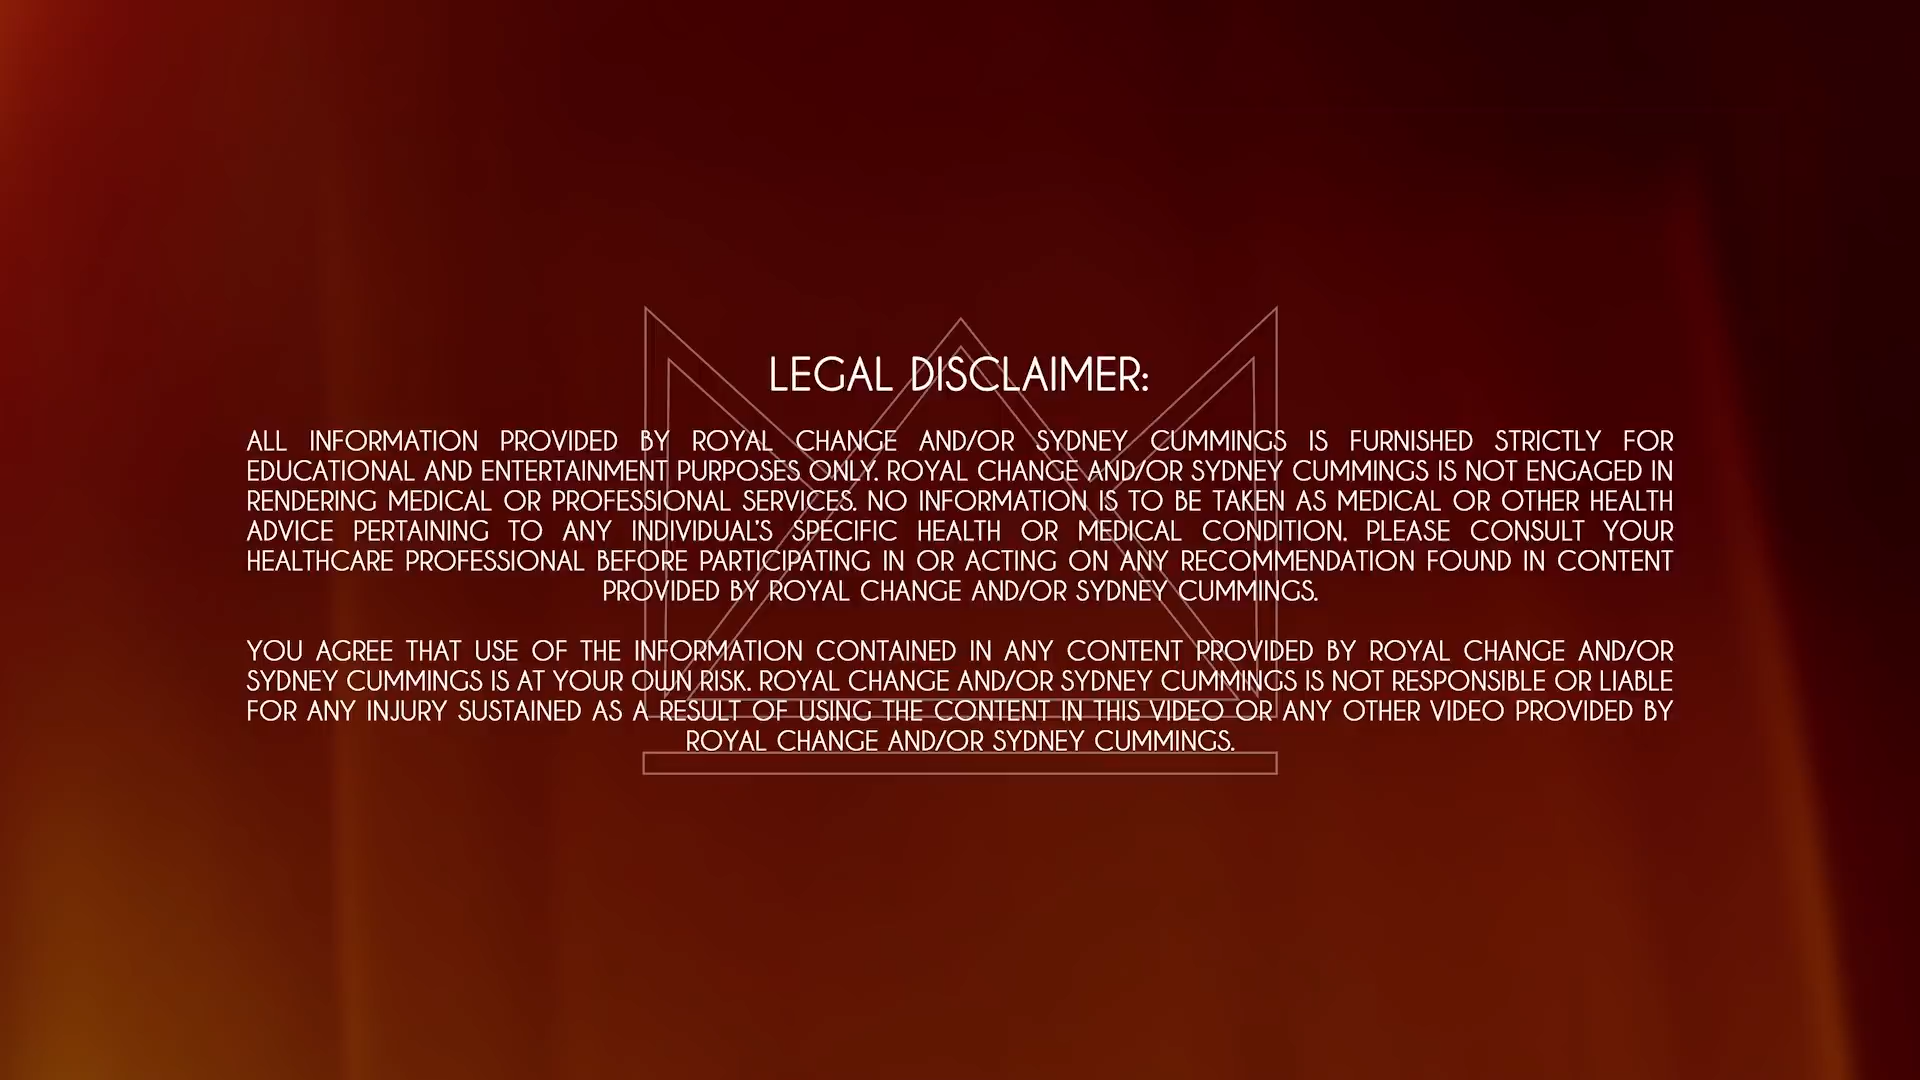 LEGAL DISCLAIMER:
ALL INFORMATION PROVIDED BY ROYAL CHANGE AND/OR SYDNEY CUMMINGS IS FURNISHED STRICTLY FOR
EDUCATIONAL AND ENTERTAINMENT PURPOSES ONLY. ROYAL CHANGE AND/OR SYDNEY CUMMINGS IS NOT ENGAGED IN
RENDERING MEDICAL OR PROFESSIONAL SERVICES. NO INFORMATION IS TO BE TAKEN AS MEDICAL OR OTHER HEALTH
ADVICE PERTAINING TO ANY INDIVIDUAL'S SPECIFIC HEALTH OR MEDICAL CONDITION. PLEASE CONSULT YOUR
HEALTHCARE PROFESSIONAL BEFORE PARTICIPATING IN OR ACTING ON ANY RECOMMENDATION FOUND IN CONTENT
PROVIDED BY ROYAL CHANGE AND/OR SYDNEY CUMMINGS.
YOU AGREE THAT USE OF THE INFORMATION CONTAINED IN ANY CONTENT PROVIDED BY ROYAL CHANGE AND/OR
SYDNEY CUMMINGS IS AT YOUR OWN RISK. ROYAL CHANGE AND/OR SYDNEY CUMMINGS IS NOT RESPONSIBLE OR LIABLE
FOR ANY INJURY SUSTAINED AS A RESULT OF USING THE CONTENT IN THIS VIDEO OR ANY OTHER VIDEO PROVIDED BY
ROYAL CHANGE AND/OR SYDNEY CUMMINGS.